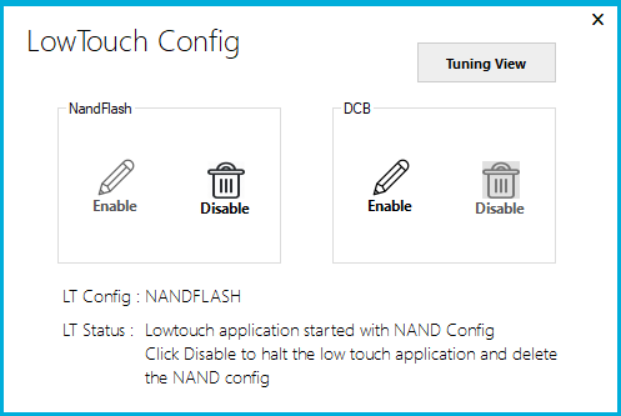 LowTouch Config
Tuning View
NandFlash
Enable
Disable
DCB
Enable
Disable
LT Config : NANDFLASH
LT Status : Lowtouch application started with NAND Config
Click Disable to halt the low touch application and delete
the NAND config